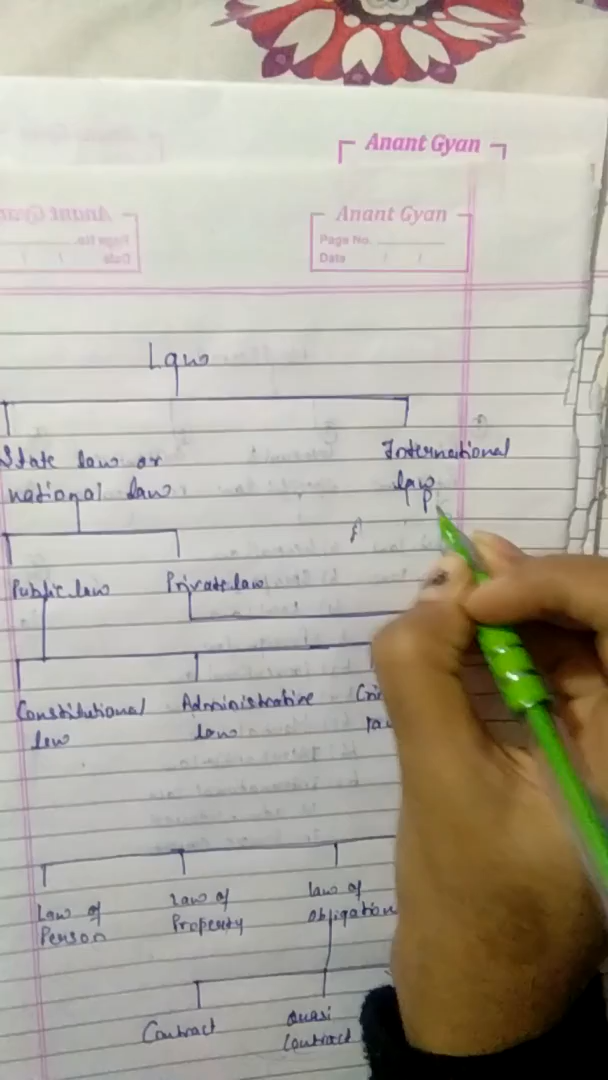 Anant Gyan
Anant Gyan
Page No.
Date / /
Law
State law or
national law
International
law
Public law
Private law
Constitutional
law
Administrative
law
Law of
Person
Law of
Property
law of
obligation
Contract
Quasi
Contract